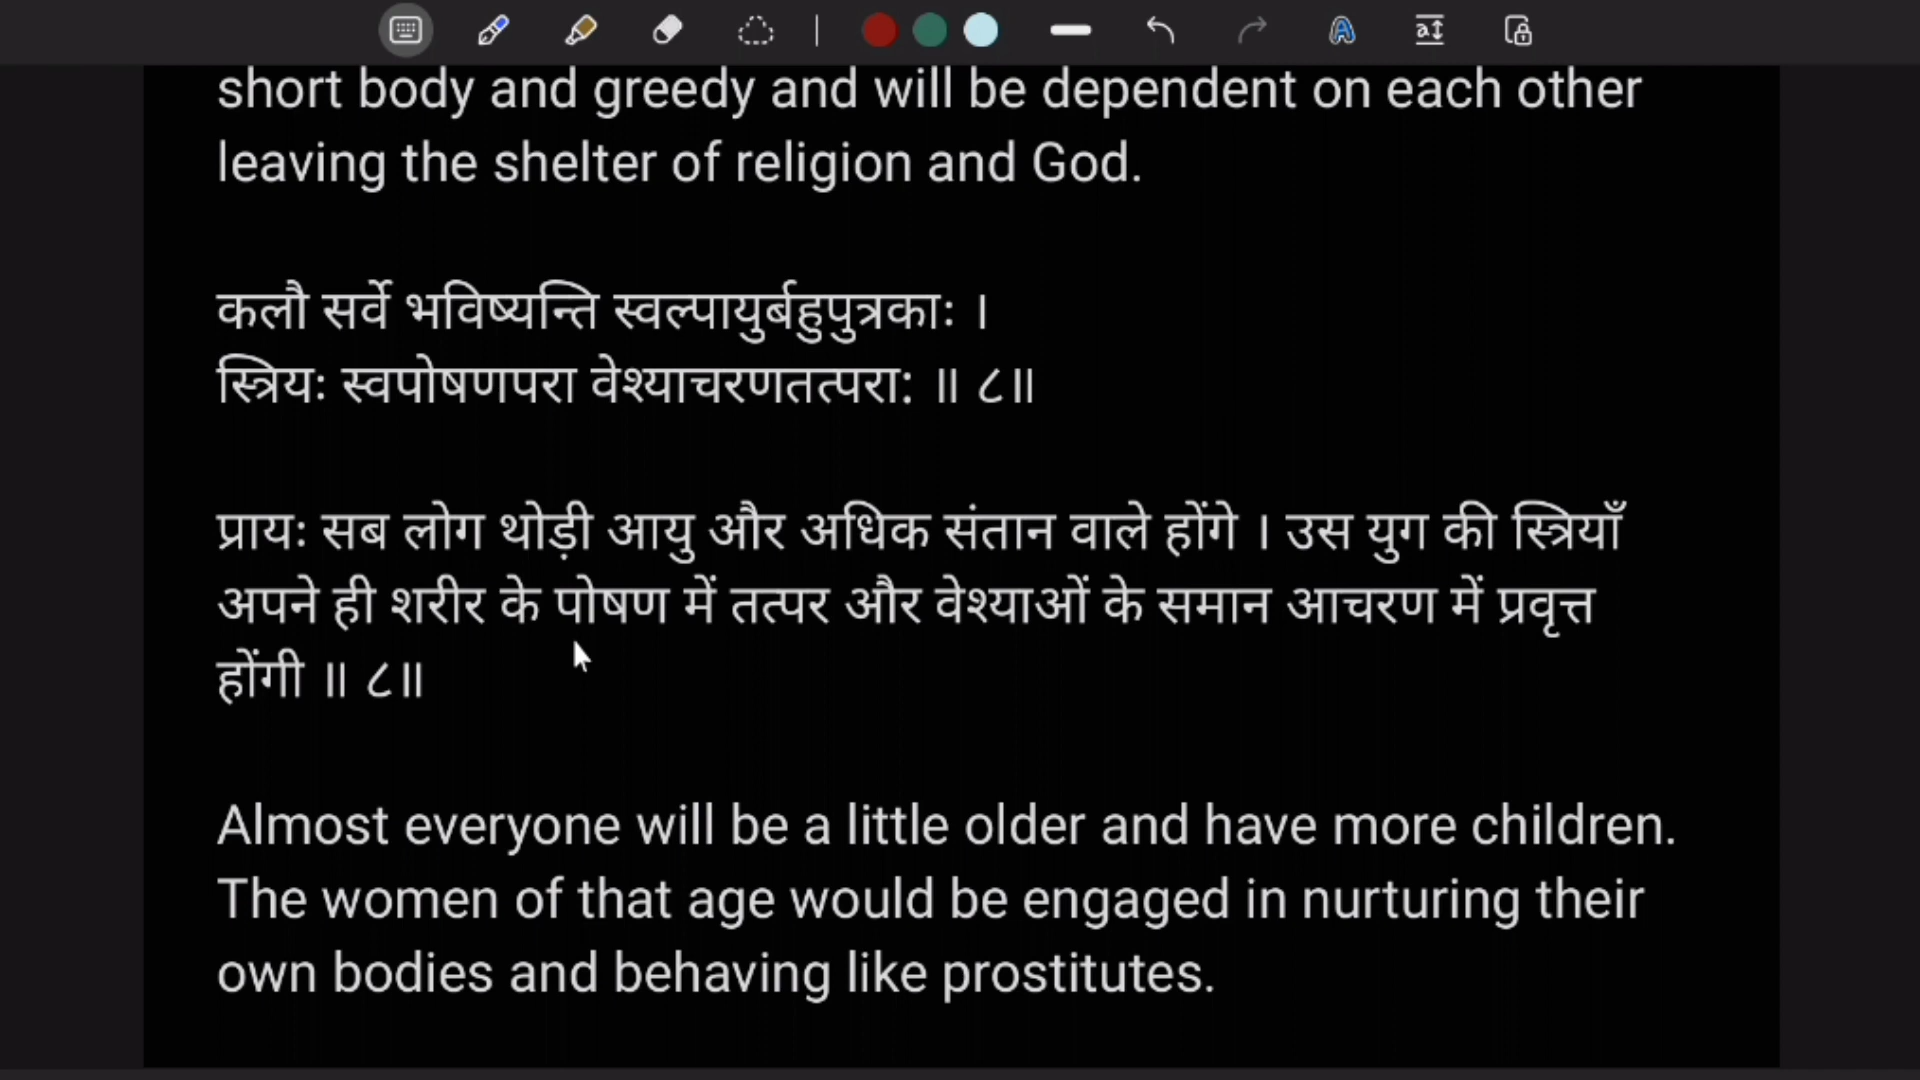 short body and greedy and will be dependent on each other
leaving the shelter of religion and God.
कलौ सर्वे भविष्यन्ति स्वल्पायुर्बहुपुत्रकाः ।
स्त्रियः स्वपोषणपरा वेश्याचरणतत्परा: ॥ ८॥
प्रायः सब लोग थोड़ी आयु और अधिक संतान वाले होंगे । उस युग की स्त्रियाँ
अपने ही शरीर के पोषण में तत्पर और वेश्याओं के समान आचरण में प्रवृत्त
होंगी ॥ ८॥
Almost everyone will be a little older and have more children.
The women of that age would be engaged in nurturing their
own bodies and behaving like prostitutes.